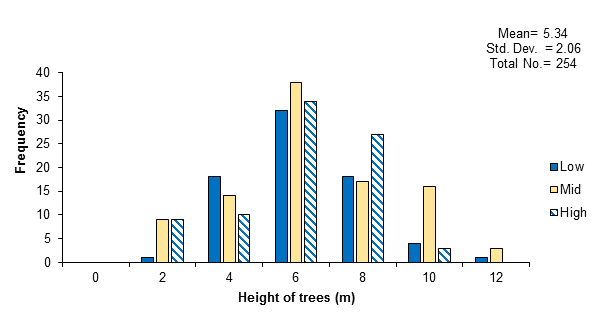 Mean= 5.34
Std. Dev. = 2.06
Total No.= 254
40
35
30
25
20
15
10
5
0
Frequency
0 2 4 6 8 10 12
Height of trees (m)
Low
Mid
High